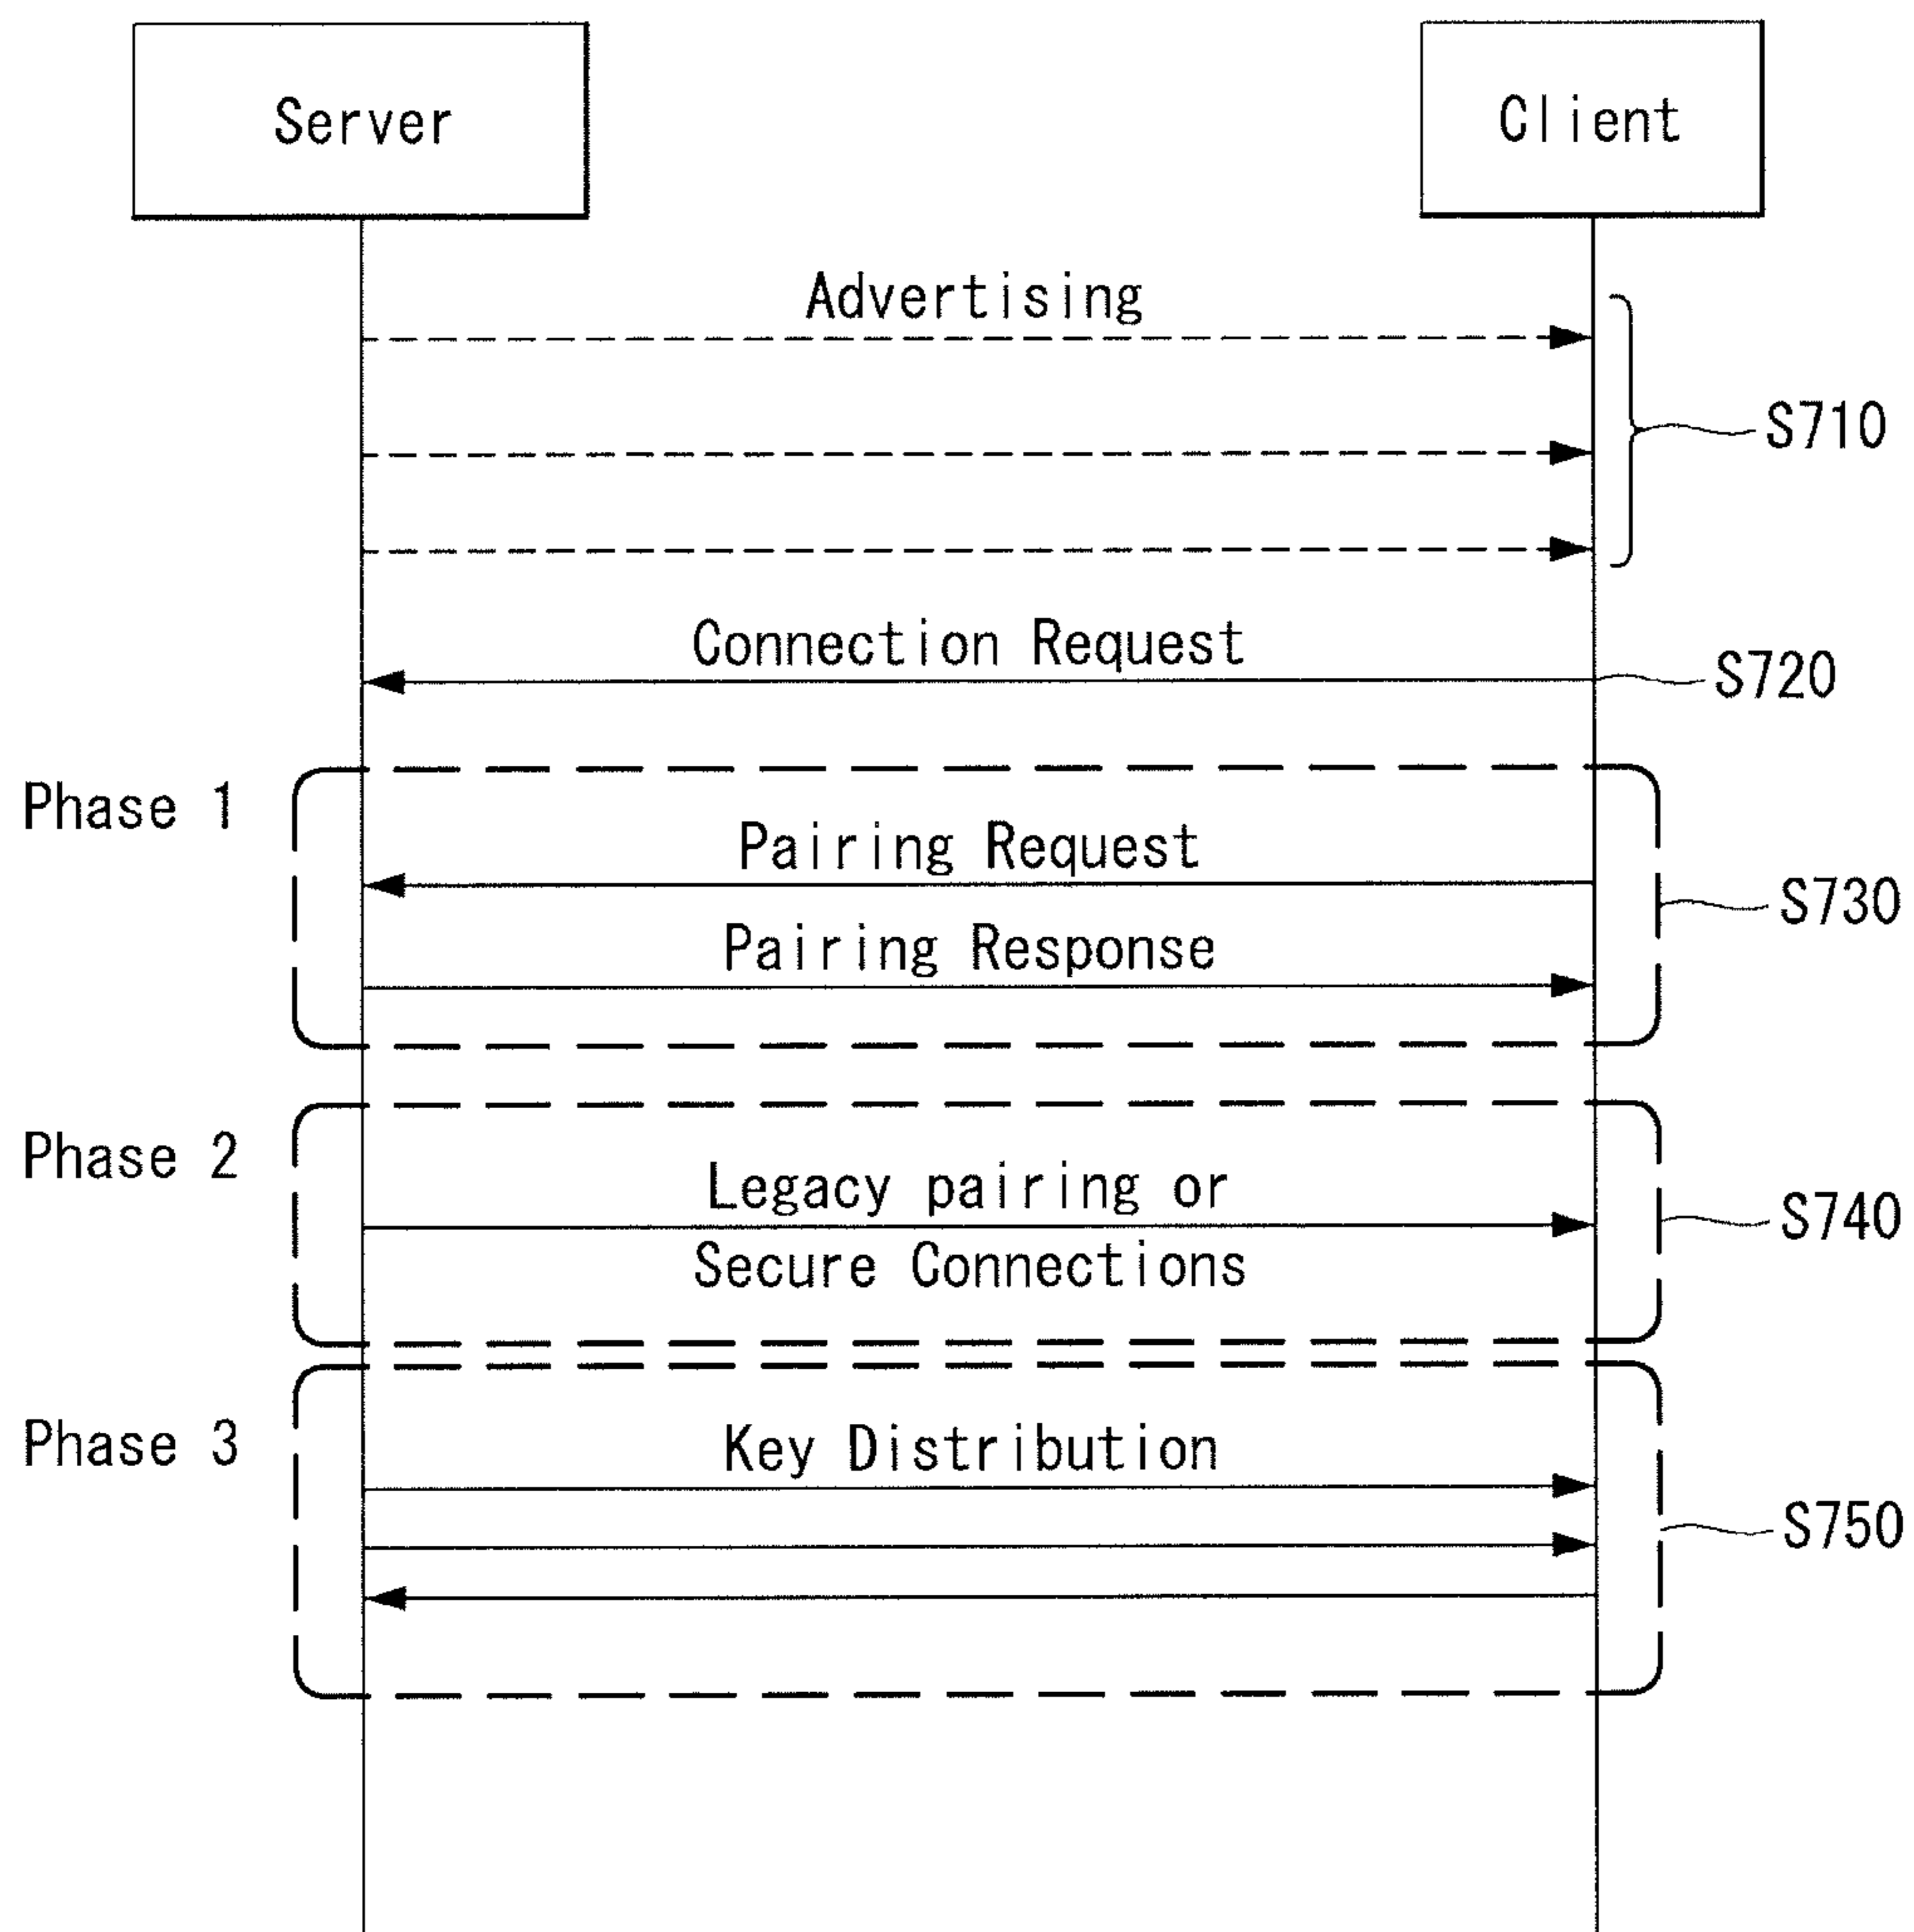 Server
Client
Advertising
S710
Connection Request
S720
Phase 1
Pairing Request
S730
Pairing Response
Phase 2
Legacy pairing or
S740
Secure Connections
Phase 3
Key Distribution
S750